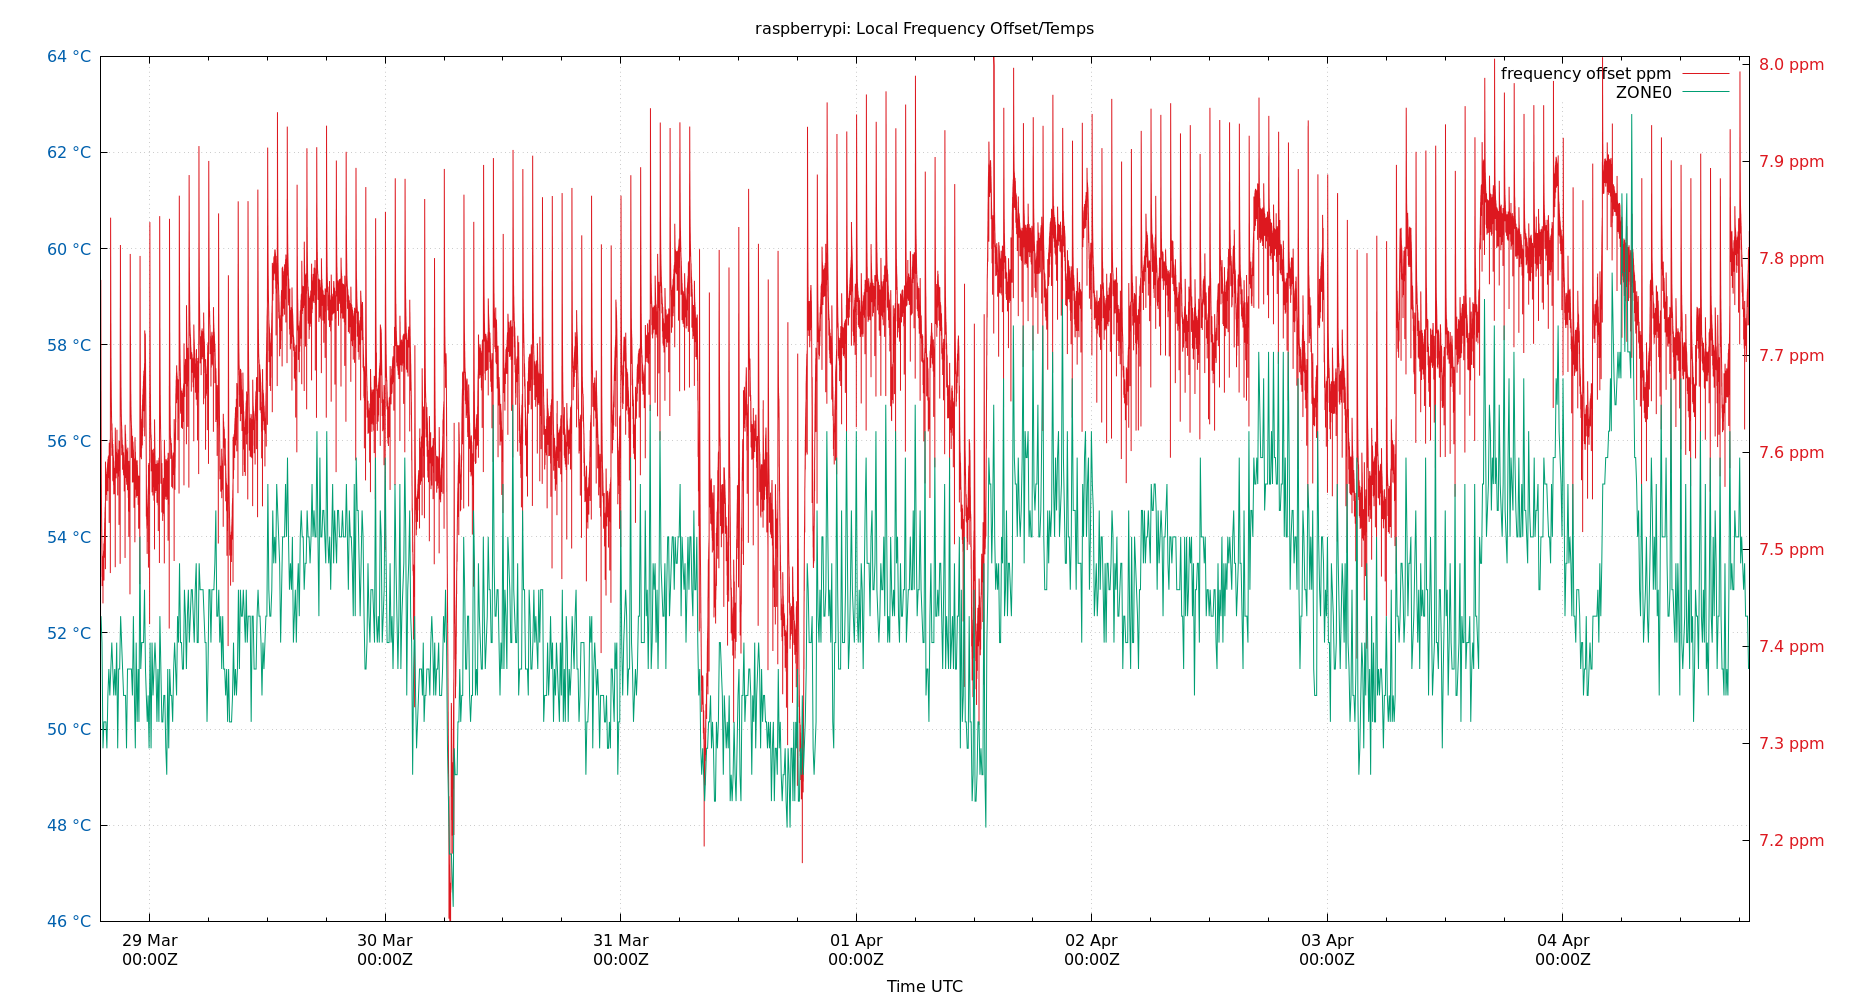 raspberrypi: Local Frequency Offset/Temps
64 °C
62 °C
60 °C
58 °C
56 °C
54 °C
52 °C
50 °C
48 °C
46 °C
8.0 ppm
7.9 ppm
7.8 ppm
7.7 ppm
7.6 ppm
7.5 ppm
7.4 ppm
7.3 ppm
7.2 ppm
frequency offset ppm
ZONE0
29 Mar 30 Mar 31 Mar 01 Apr 02 Apr 03 Apr 04 Apr
00:00Z 00:00Z 00:00Z 00:00Z 00:00Z 00:00Z 00:00Z
Time UTC